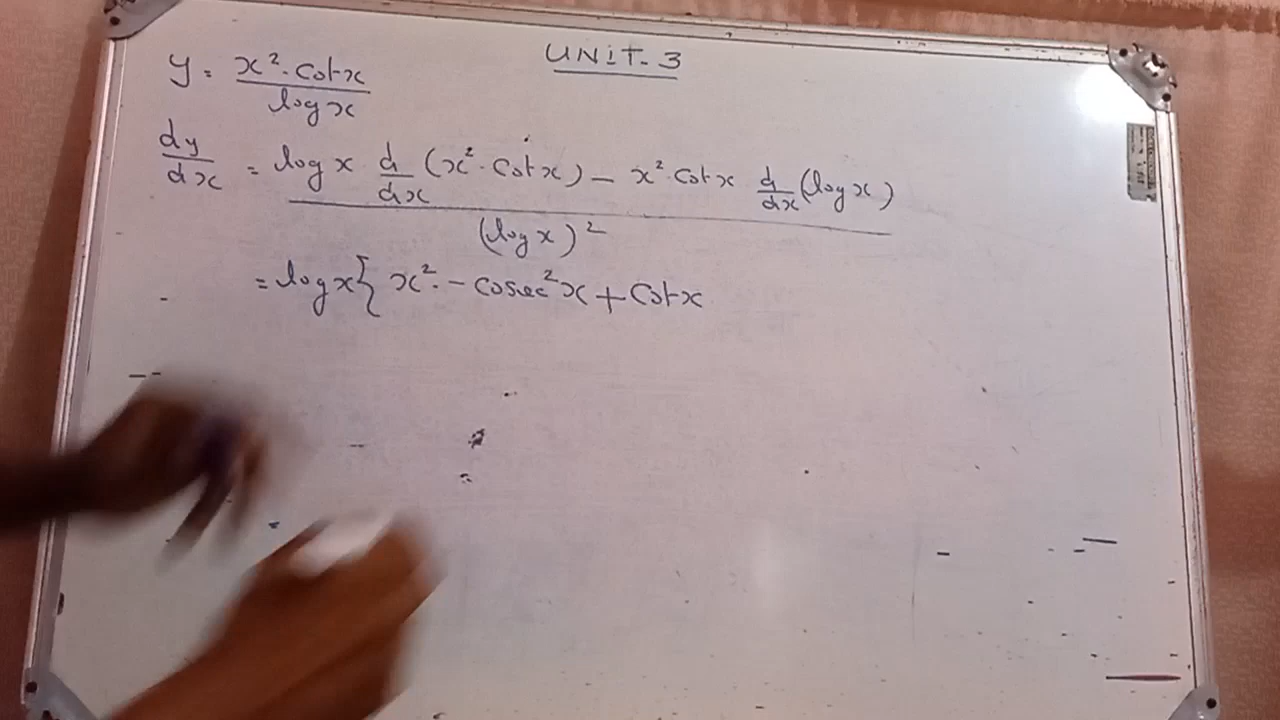 UNIT-3
y = x². cot x
log x
dy/dx = log x d/dx (x². cot x) - x². cot x d/dx (log x)
(log x)²
= log x { x². - cosec² x + cot x